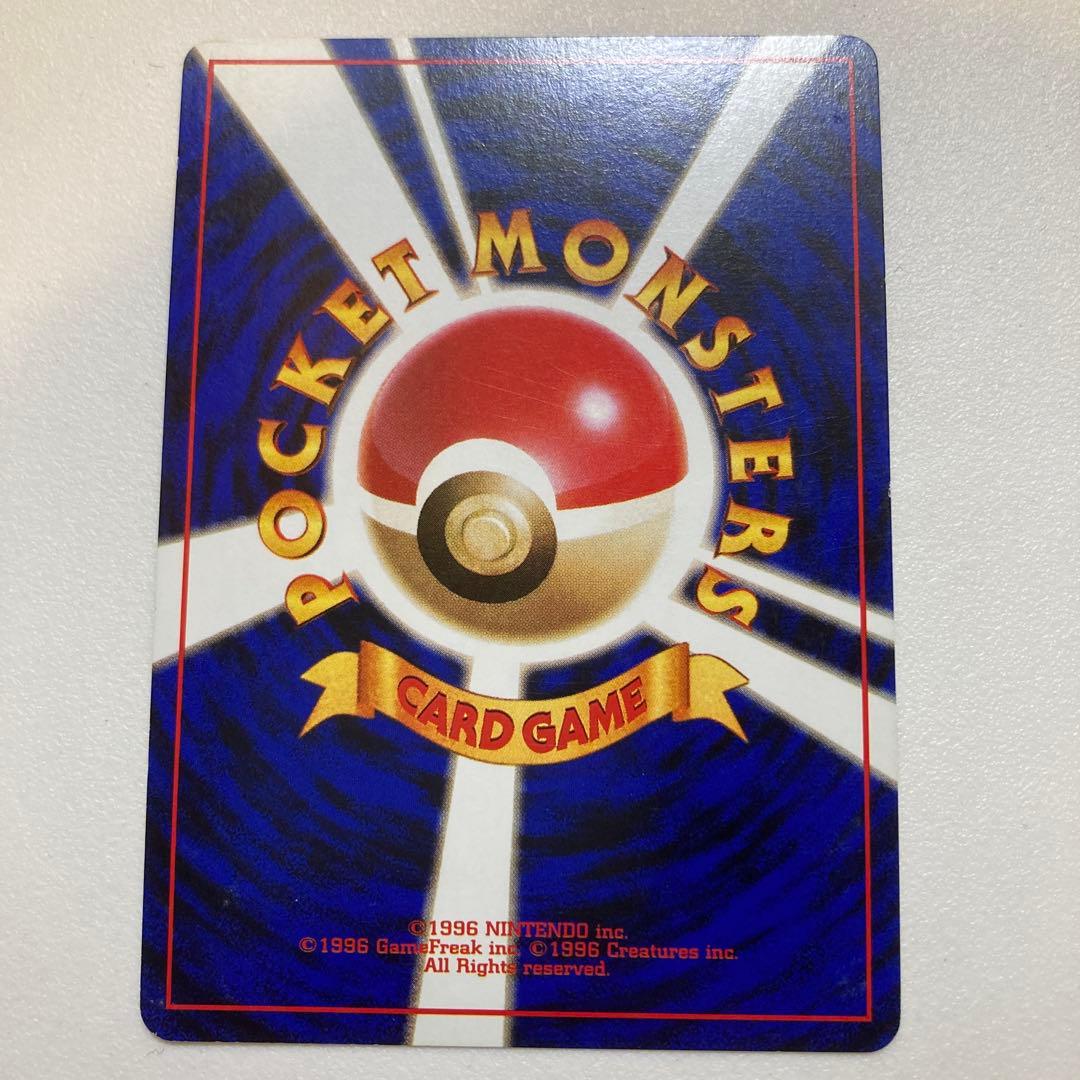 POCKET MONSTERS
CARD GAME
©1996 NINTENDO inc.
©1996 GameFreak inc. ©1996 Creatures inc.
All Rights reserved.